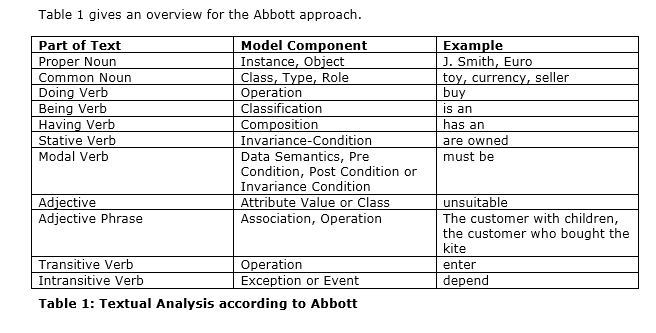 Table 1 gives an overview for the Abbott approach.
Part of Text Model Component Example
Proper Noun Instance, Object J. Smith, Euro
Common Noun Class, Type, Role toy, currency, seller
Doing Verb Operation buy
Being Verb Classification is an
Having Verb Composition has an
Stative Verb Invariance-Condition are owned
Modal Verb Data Semantics, Pre must be
Condition, Post Condition or
Invariance Condition
Adjective Attribute Value or Class unsuitable
Adjective Phrase Association, Operation The customer with children,
the customer who bought the
kite
Transitive Verb Operation enter
Intransitive Verb Exception or Event depend
Table 1: Textual Analysis according to Abbott